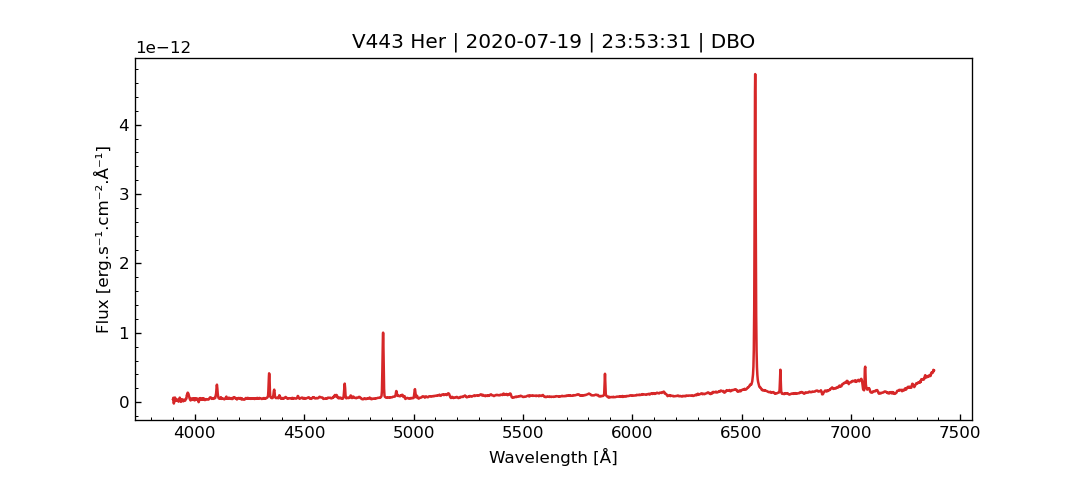 V443 Her | 2020-07-19 | 23:53:31 | DBO
1e−12
Flux [erg.s⁻¹.cm⁻².Å⁻¹]
4
3
2
1
0
4000 4500 5000 5500 6000 6500 7000 7500
Wavelength [Å]